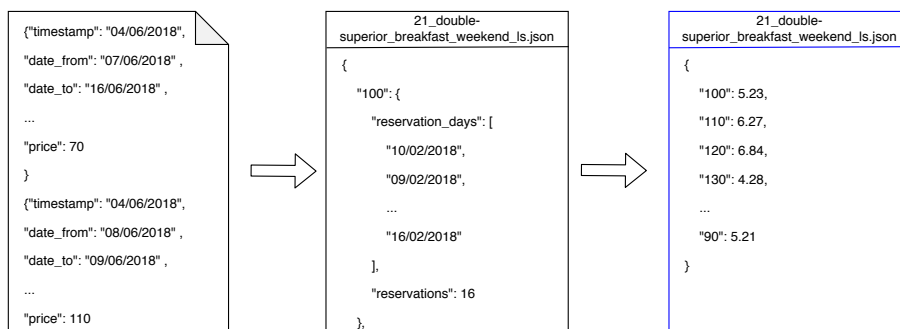 {"timestamp": "04/06/2018",
"date_from": "07/06/2018" ,
"date_to": "16/06/2018" ,
...
"price": 70
}
{"timestamp": "04/06/2018",
"date_from": "08/06/2018" ,
"date_to": "09/06/2018" ,
...
"price": 110
21_double-
superior_breakfast_weekend_ls.json
{
"100": {
"reservation_days": [
"10/02/2018",
"09/02/2018",
...
"16/02/2018"
],
"reservations": 16
},
21_double-
superior_breakfast_weekend_ls.json
{
"100": 5.23,
"110": 6.27,
"120": 6.84,
"130": 4.28,
...
"90": 5.21
}